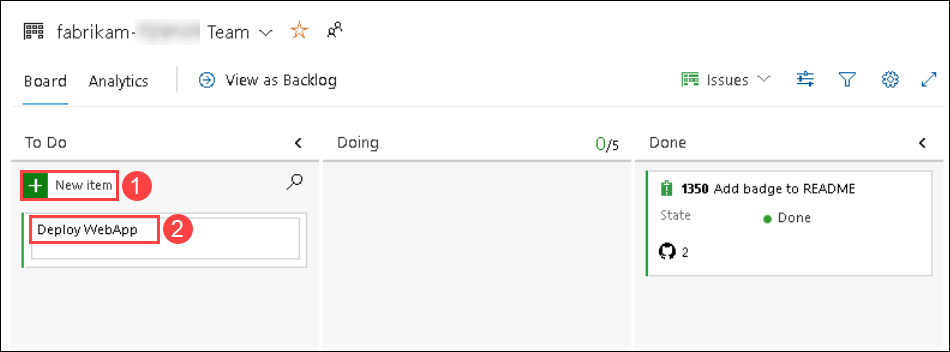 fabrikam- Team
Board Analytics View as Backlog Issues
To Do Doing 0/5 Done
New item 1
Deploy WebApp 2
1350 Add badge to README
State Done
2